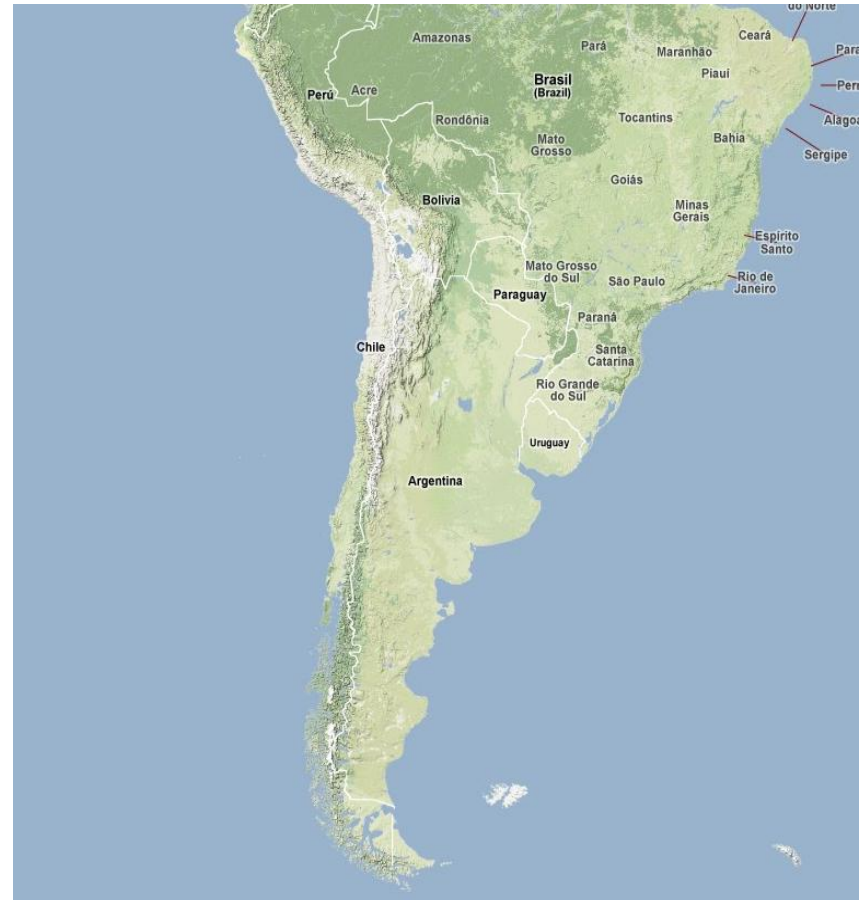 do Norte
Ceará
Amazonas
Pará
Maranhão
Para
Piauí
Brasil
(Brazil)
Perú
Acre
Pern
Rondônia
Tocantins
Alagoa
Mato
Grosso
Bahia
Sergipe
Goiás
Bolivia
Minas
Gerais
Espírito
Santo
Mato Grosso
do Sul
São Paulo
Rio de
Janeiro
Paraguay
Paraná
Chile
Santa
Catarina
Rio Grande
do Sul
Uruguay
Argentina